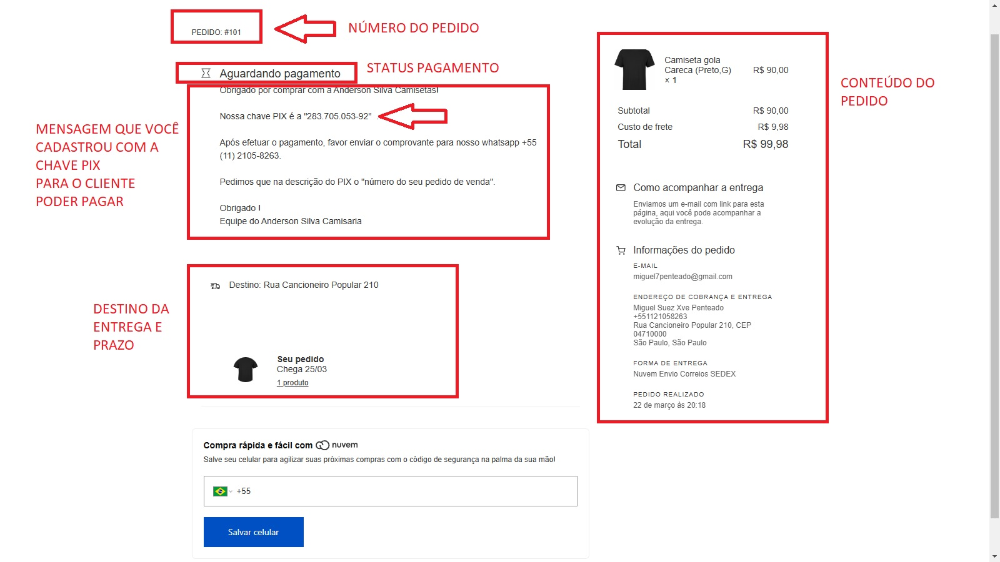 PEDIDO: #101
NÚMERO DO PEDIDO
Aguardando pagamento
STATUS PAGAMENTO
Obrigado por comprar com a Anderson Silva Camisetas!
Nossa chave PIX é a "283.705.053-92" .
Após efetuar o pagamento, favor enviar o comprovante para nosso whatsapp +55
(11) 2105-8263.
Pedimos que na descrição do PIX o "número do seu pedido de venda".
Obrigado !
Equipe do Anderson Silva Camisaria
MENSAGEM QUE VOCÊ
CADASTROU COM A
CHAVE PIX
PARA O CLIENTE
PODER PAGAR
Destino: Rua Cancioneiro Popular 210
Seu pedido
Chega 25/03
1 produto
DESTINO DA
ENTREGA E
PRAZO
Compra rápida e fácil com nuvem
Salve seu celular para agilizar suas próximas compras com o código de segurança na palma da sua mão!
+55
Salvar celular
Camiseta gola
Careca (Preto,G) R$ 90,00
× 1
Subtotal R$ 90,00
Custo de frete R$ 9,98
Total R$ 99,98
Como acompanhar a entrega
Enviamos um e-mail com link para esta
página, aqui você pode acompanhar a
evolução da entrega.
Informações do pedido
E-MAIL
miguel7penteado@gmail.com
ENDEREÇO DE COBRANÇA E ENTREGA
Miguel Suez Xve Penteado
+551121058263
Rua Cancioneiro Popular 210, CEP
04710000
São Paulo, São Paulo
FORMA DE ENTREGA
Nuvem Envio Correios SEDEX
PEDIDO REALIZADO
22 de março às 20:18
CONTEÚDO DO
PEDIDO